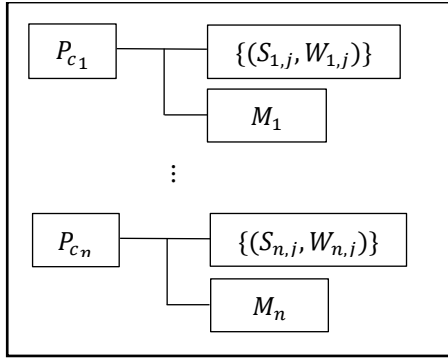 P_{c_1} {(S_{1,j}, W_{1,j})}
M_1
⋮
P_{c_n} {(S_{n,j}, W_{n,j})}
M_n